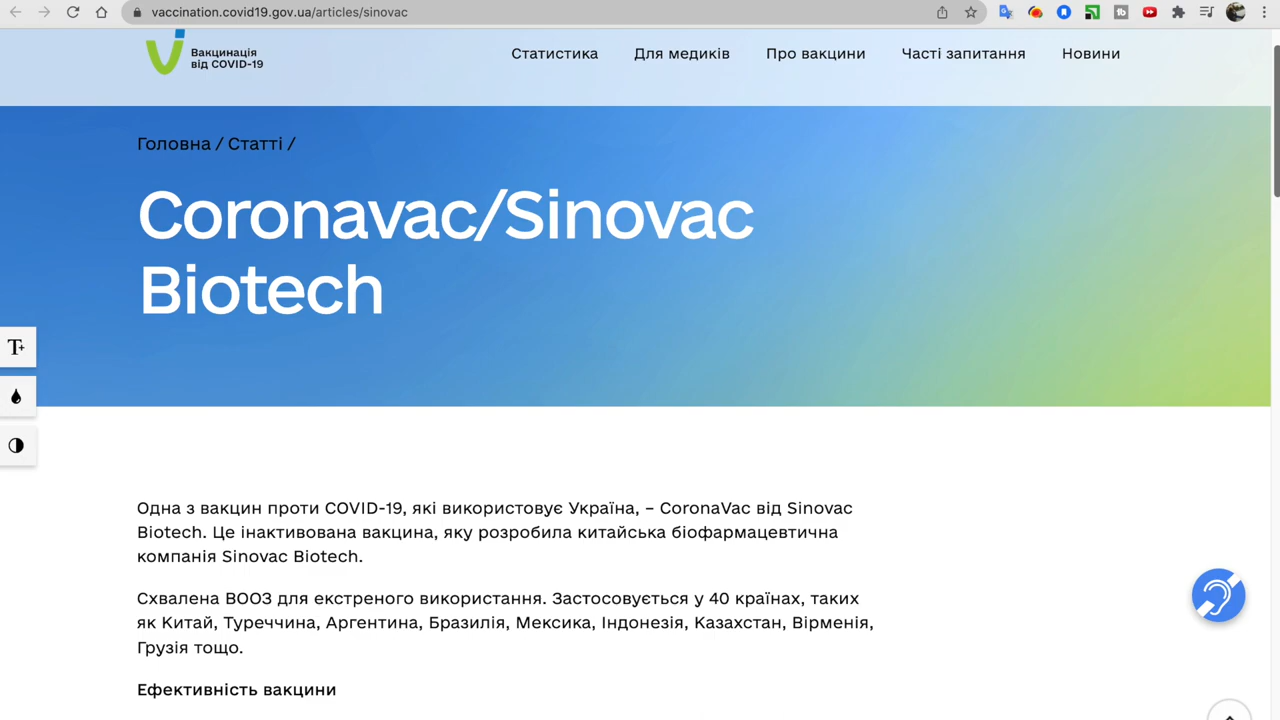 vaccination.covid19.gov.ua/articles/sinovac
Вакцинація
від COVID-19
Статистика Для медиків Про вакцини Часті запитання Новини
Головна / Статті /
Coronavac/Sinovac
Biotech
T+
Одна з вакцин проти COVID-19, які використовує Україна, – CoronaVac від Sinovac
Biotech. Це інактивована вакцина, яку розробила китайська біофармацевтична
компанія Sinovac Biotech.
Схвалена ВООЗ для екстреного використання. Застосовується у 40 країнах, таких
як Китай, Туреччина, Аргентина, Бразилія, Мексика, Індонезія, Казахстан, Вірменія,
Грузія тощо.
Ефективність вакцини